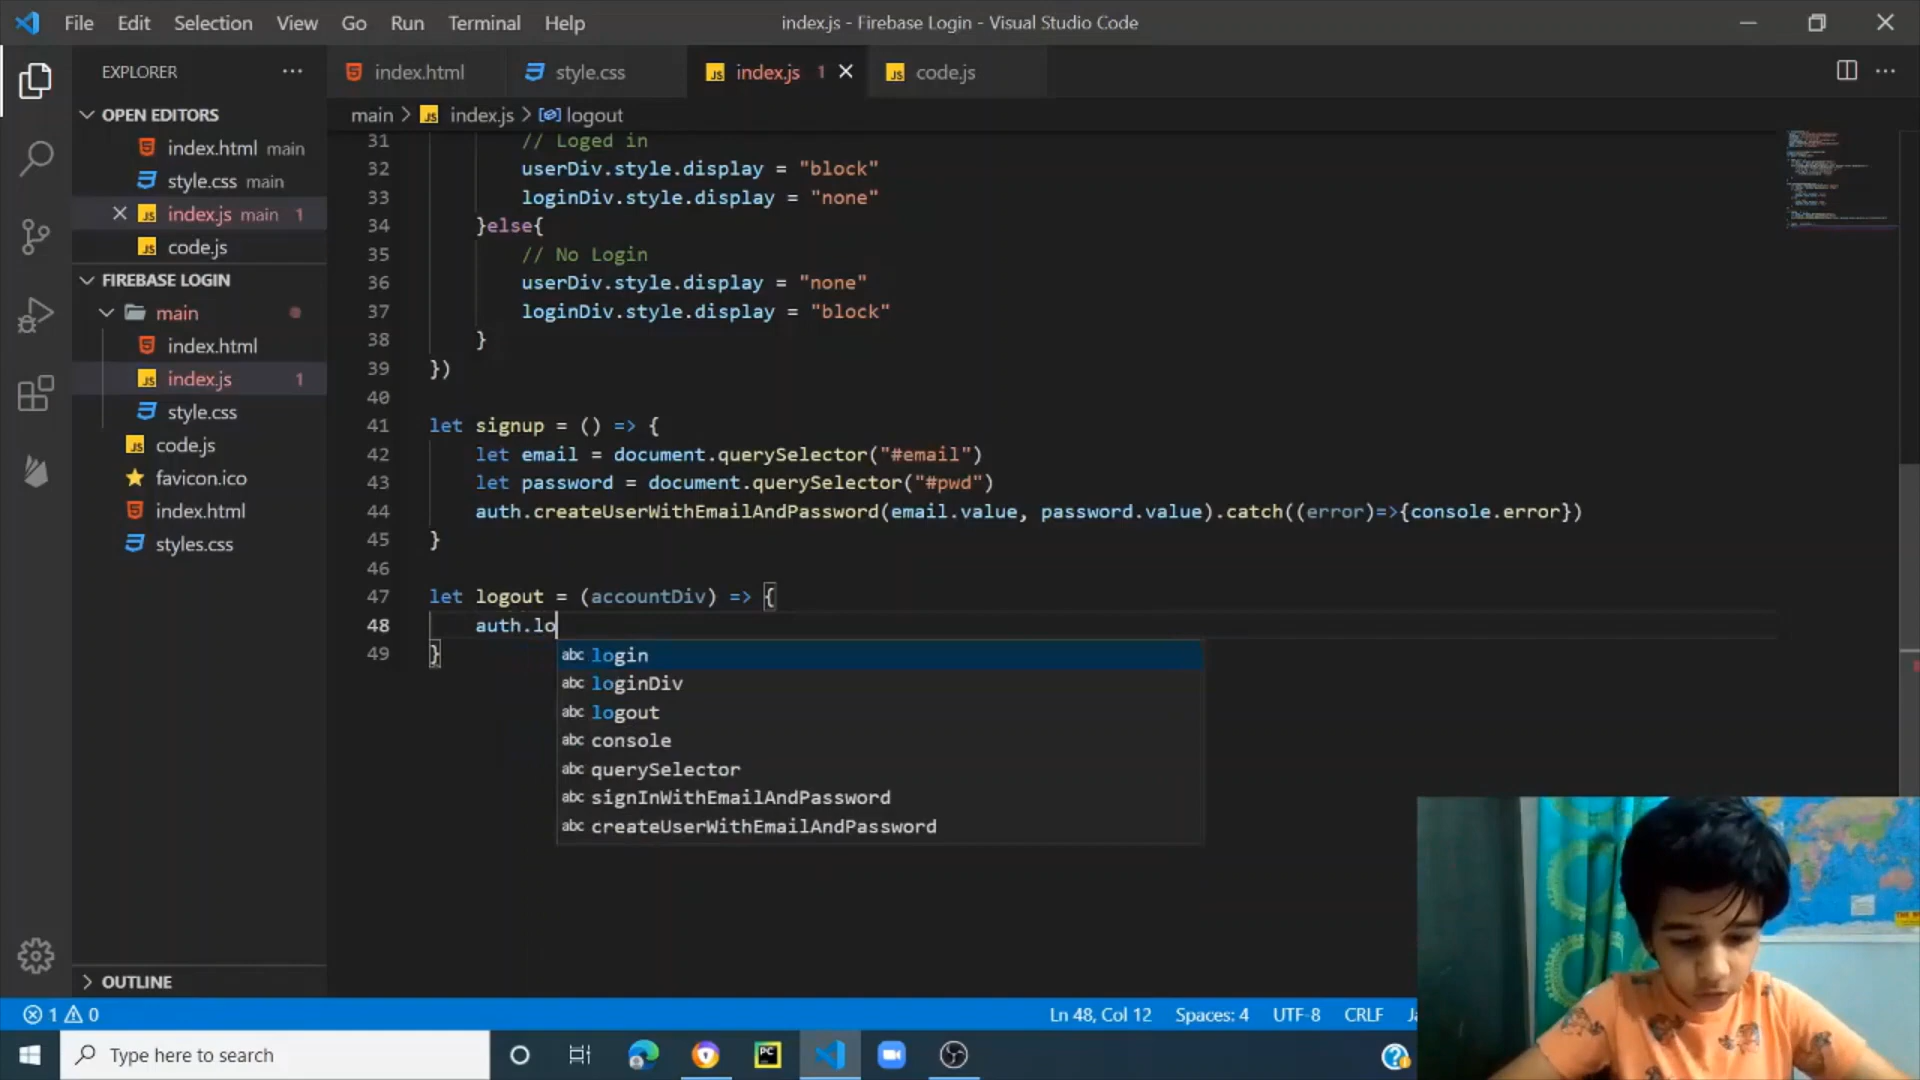 File Edit Selection View Go Run Terminal Help
index.js - Firebase Login - Visual Studio Code
EXPLORER
index.html
style.css
index.js 1
code.js
main > index.js > logout
OPEN EDITORS
index.html main
style.css main
index.js main 1
code.js
FIREBASE LOGIN
main
index.html
index.js 1
style.css
code.js
favicon.ico
index.html
styles.css
OUTLINE
31 // Loged in
32 userDiv.style.display = "block"
33 loginDiv.style.display = "none"
34 }else{
35 // No Login
36 userDiv.style.display = "none"
37 loginDiv.style.display = "block"
38 }
39 })
40
41 let signup = () => {
42 let email = document.querySelector("#email")
43 let password = document.querySelector("#pwd")
44 auth.createUserWithEmailAndPassword(email.value, password.value).catch((error)=>{console.error})
45 }
46
47 let logout = (accountDiv) => {
48 auth.lo
49 }
abc login
abc loginDiv
abc logout
abc console
abc querySelector
abc signInWithEmailAndPassword
abc createUserWithEmailAndPassword
1 0
Ln 48, Col 12 Spaces: 4 UTF-8 CRLF
Type here to search
PC